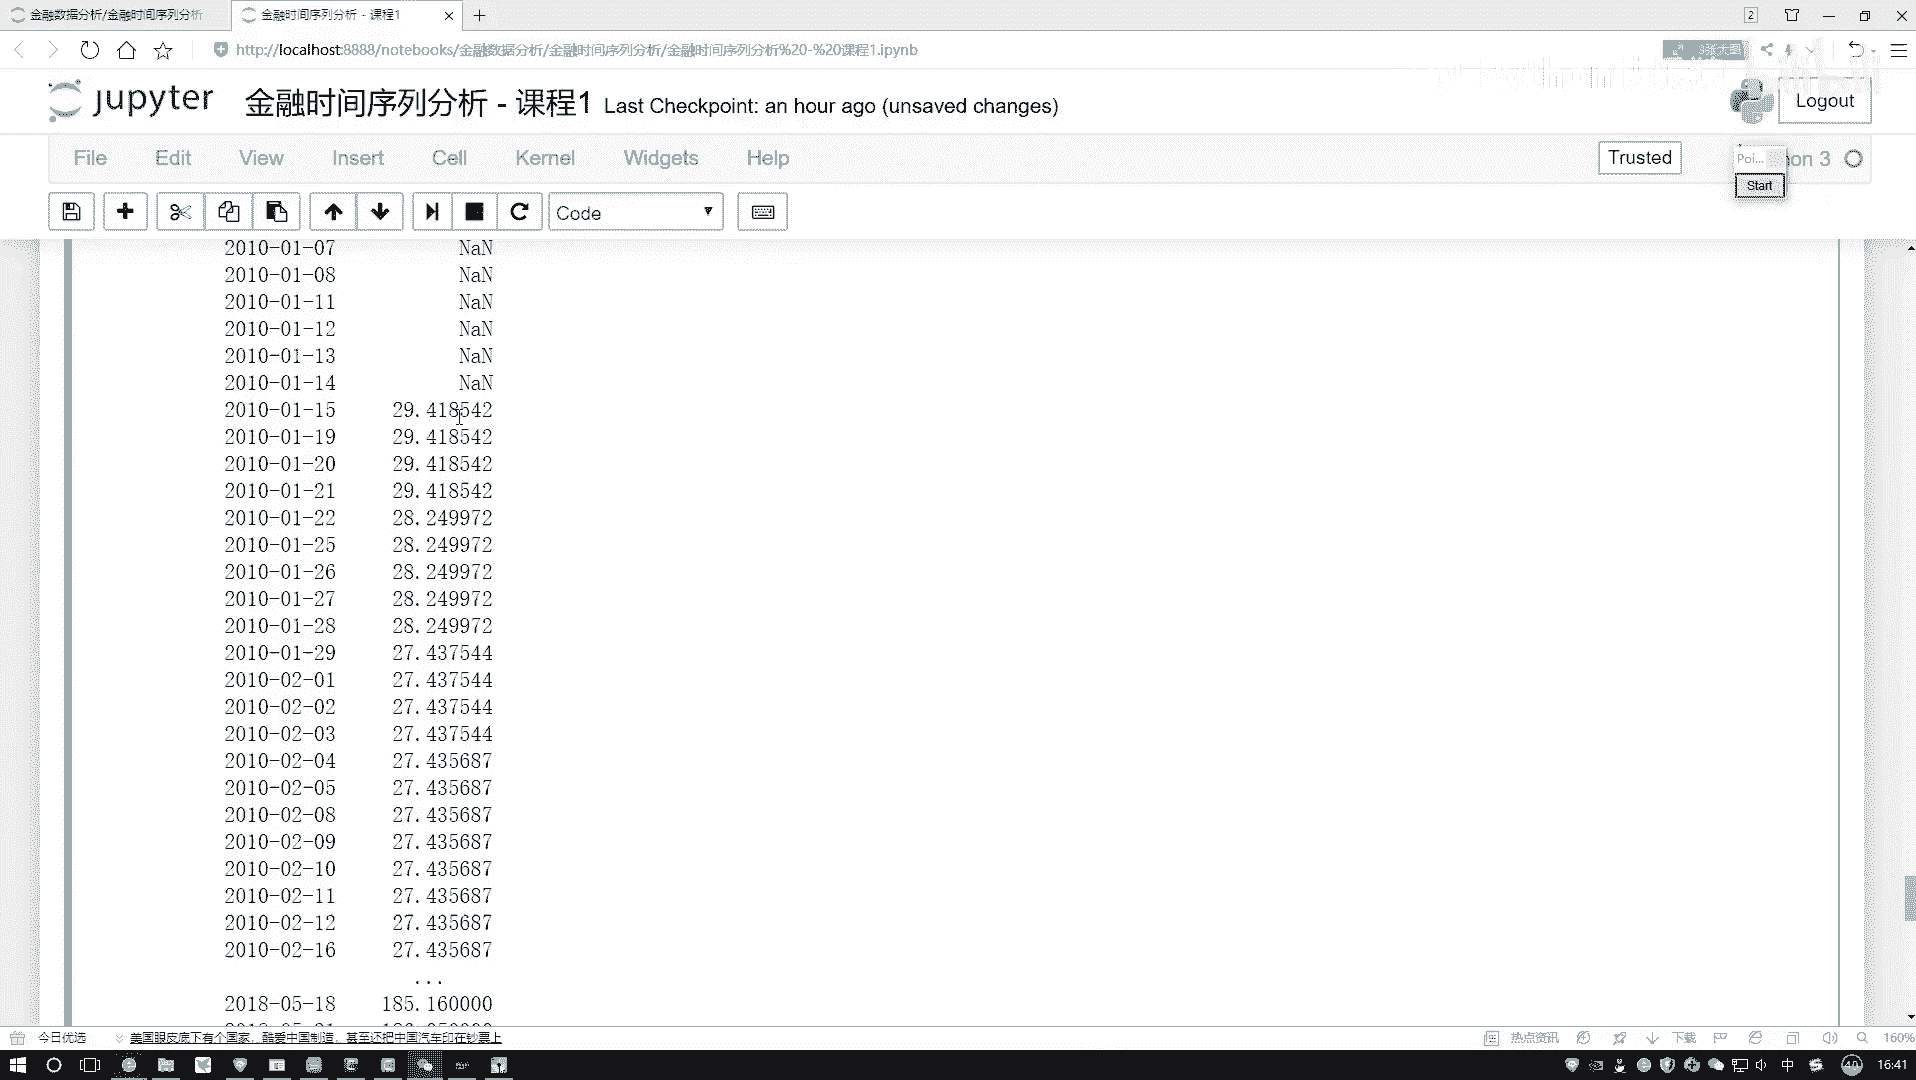 金融数据分析/金融时间序列分析
金融时间序列分析 - 课程1
2
http://localhost:8888/notebooks/金融数据分析/金融时间序列分析/金融时间序列分析%20-%20课程1.ipynb
jupyter 金融时间序列分析 - 课程1 Last Checkpoint: an hour ago (unsaved changes)
Logout
File Edit View Insert Cell Kernel Widgets Help
Trusted
Poi...
on 3
Start
Code
2010-01-07 NaN
2010-01-08 NaN
2010-01-11 NaN
2010-01-12 NaN
2010-01-13 NaN
2010-01-14 NaN
2010-01-15 29.418542
2010-01-19 29.418542
2010-01-20 29.418542
2010-01-21 29.418542
2010-01-22 28.249972
2010-01-25 28.249972
2010-01-26 28.249972
2010-01-27 28.249972
2010-01-28 28.249972
2010-01-29 27.437544
2010-02-01 27.437544
2010-02-02 27.437544
2010-02-03 27.437544
2010-02-04 27.435687
2010-02-05 27.435687
2010-02-08 27.435687
2010-02-09 27.435687
2010-02-10 27.435687
2010-02-11 27.435687
2010-02-12 27.435687
2010-02-16 27.435687
...
2018-05-18 185.160000
今日优选
美国眼皮底下有个国家，酷爱中国制造，甚至还把中国汽车印在钞票上
热点资讯
下载
160%
中
40
16:41